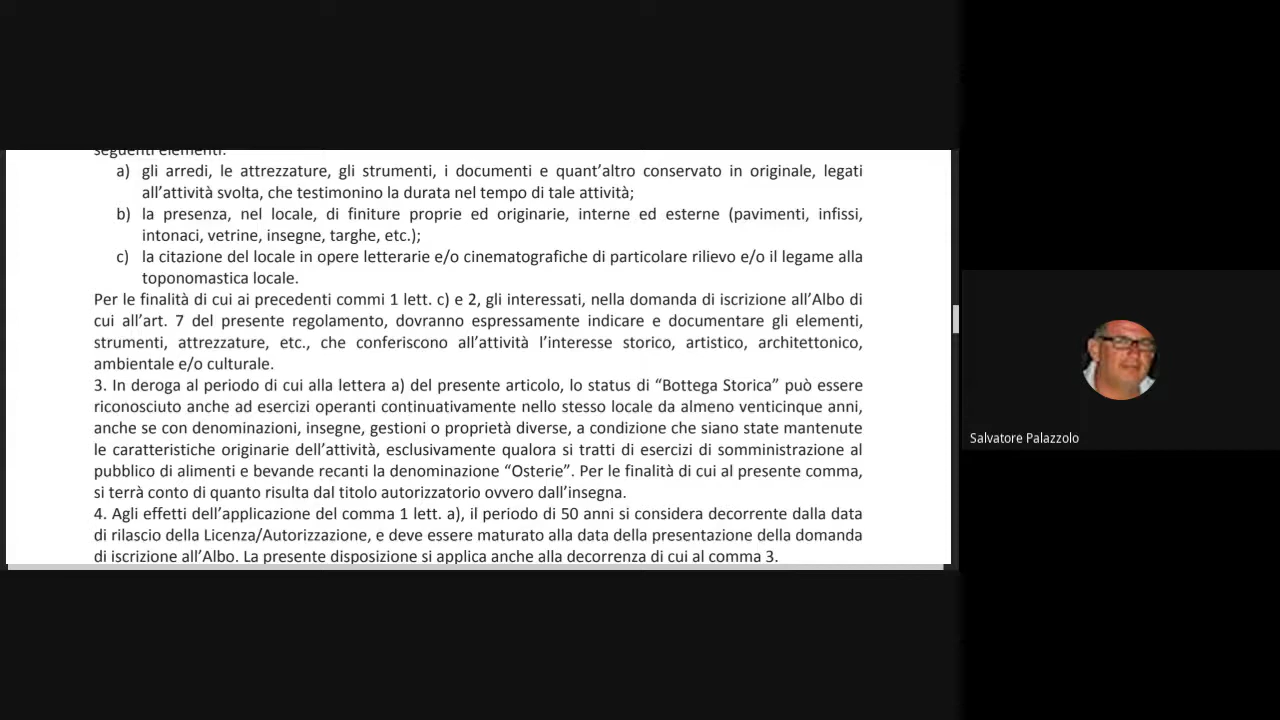 seguenti elementi:
a) gli arredi, le attrezzature, gli strumenti, i documenti e quant’altro conservato in originale, legati
all’attività svolta, che testimonino la durata nel tempo di tale attività;
b) la presenza, nel locale, di finiture proprie ed originarie, interne ed esterne (pavimenti, infissi,
intonaci, vetrine, insegne, targhe, etc.);
c) la citazione del locale in opere letterarie e/o cinematografiche di particolare rilievo e/o il legame alla
toponomastica locale.
Per le finalità di cui ai precedenti commi 1 lett. c) e 2, gli interessati, nella domanda di iscrizione all’Albo di
cui all’art. 7 del presente regolamento, dovranno espressamente indicare e documentare gli elementi,
strumenti, attrezzature, etc., che conferiscono all’attività l’interesse storico, artistico, architettonico,
ambientale e/o culturale.
3. In deroga al periodo di cui alla lettera a) del presente articolo, lo status di “Bottega Storica” può essere
riconosciuto anche ad esercizi operanti continuativamente nello stesso locale da almeno venticinque anni,
anche se con denominazioni, insegne, gestioni o proprietà diverse, a condizione che siano state mantenute
le caratteristiche originarie dell’attività, esclusivamente qualora si tratti di esercizi di somministrazione al
pubblico di alimenti e bevande recanti la denominazione “Osterie”. Per le finalità di cui al presente comma,
si terrà conto di quanto risulta dal titolo autorizzatorio ovvero dall’insegna.
4. Agli effetti dell’applicazione del comma 1 lett. a), il periodo di 50 anni si considera decorrente dalla data
di rilascio della Licenza/Autorizzazione, e deve essere maturato alla data della presentazione della domanda
di iscrizione all’Albo. La presente disposizione si applica anche alla decorrenza di cui al comma 3.
Salvatore Palazzolo